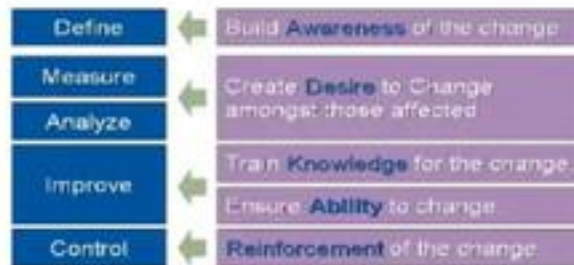 Define
Build Awareness of the change
Measure
Create Desire to Change
amongst those affected
Analyze
Train Knowledge for the change
Improve
Ensure Ability to change
Control
Reinforcement of the change